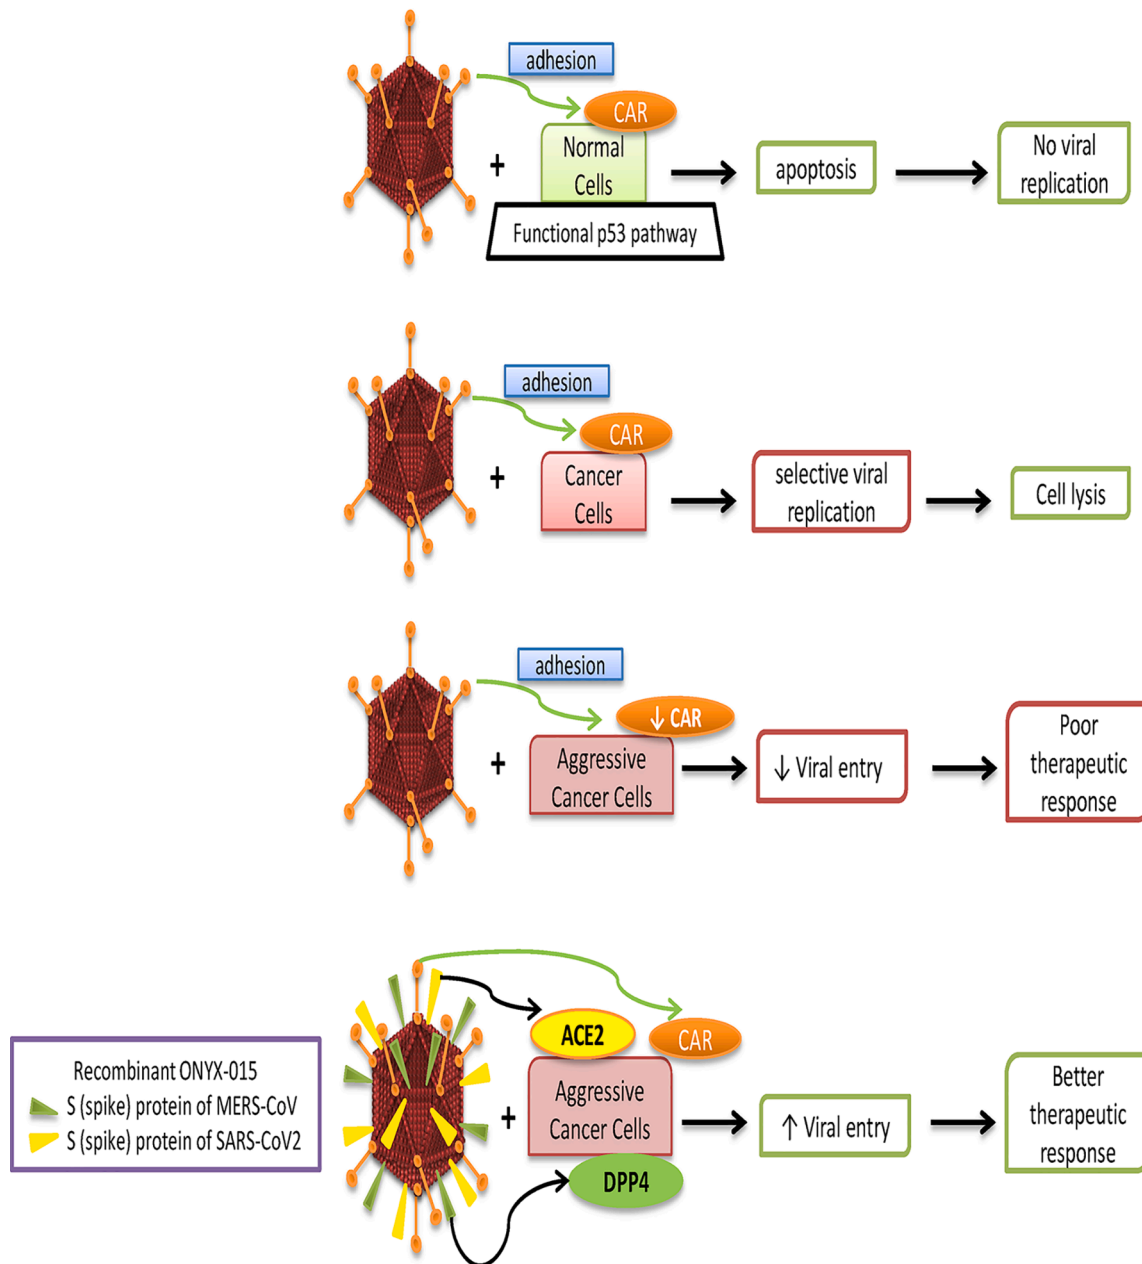 adhesion
CAR
+
Normal
Cells
Functional p53 pathway
apoptosis
No viral
replication
adhesion
CAR
+
Cancer
Cells
selective viral
replication
Cell lysis
adhesion
↓ CAR
+
Aggressive
Cancer Cells
↓ Viral entry
Poor
therapeutic
response
Recombinant ONYX-015
S (spike) protein of MERS-CoV
S (spike) protein of SARS-CoV2
ACE2
CAR
+
Aggressive
Cancer Cells
DPP4
↑ Viral entry
Better
therapeutic
response